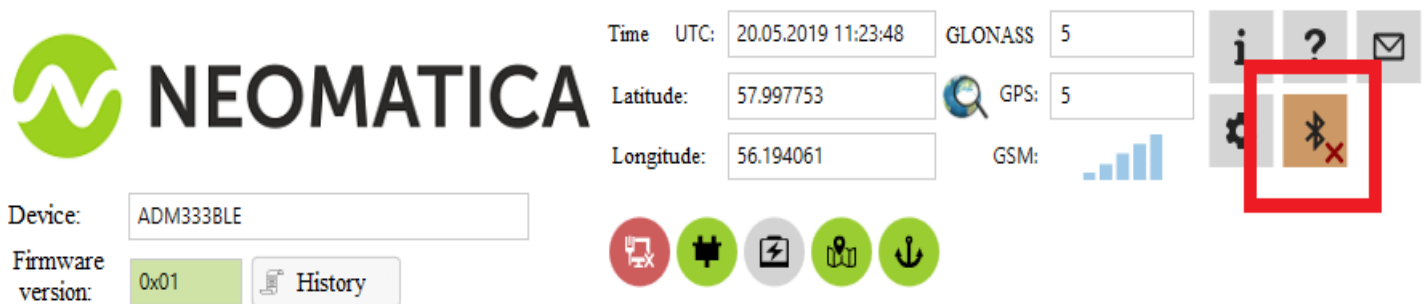 NEOMATICA
Time UTC: 20.05.2019 11:23:48 GLONASS 5
Latitude: 57.997753 GPS: 5
Longitude: 56.194061 GSM:
Device: ADM333BLE
Firmware
version: 0x01 History